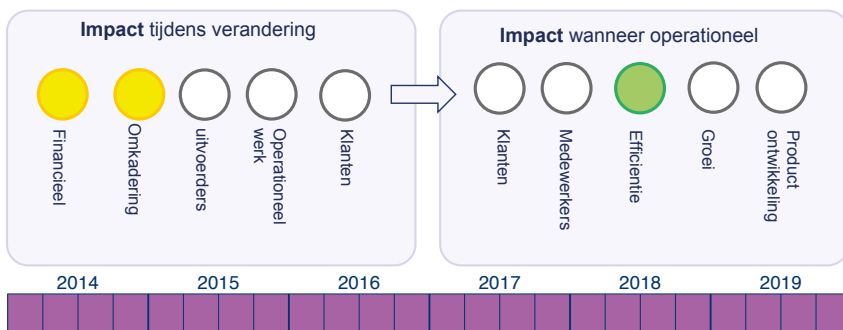 Impact tijdens verandering
Financieel
Omkadering
uitvoerders
Operationeel
werk
Klanten
Impact wanneer operationeel
Klanten
Medewerkers
Efficientie
Groei
Product
ontwikkeling
2014
2015
2016
2017
2018
2019